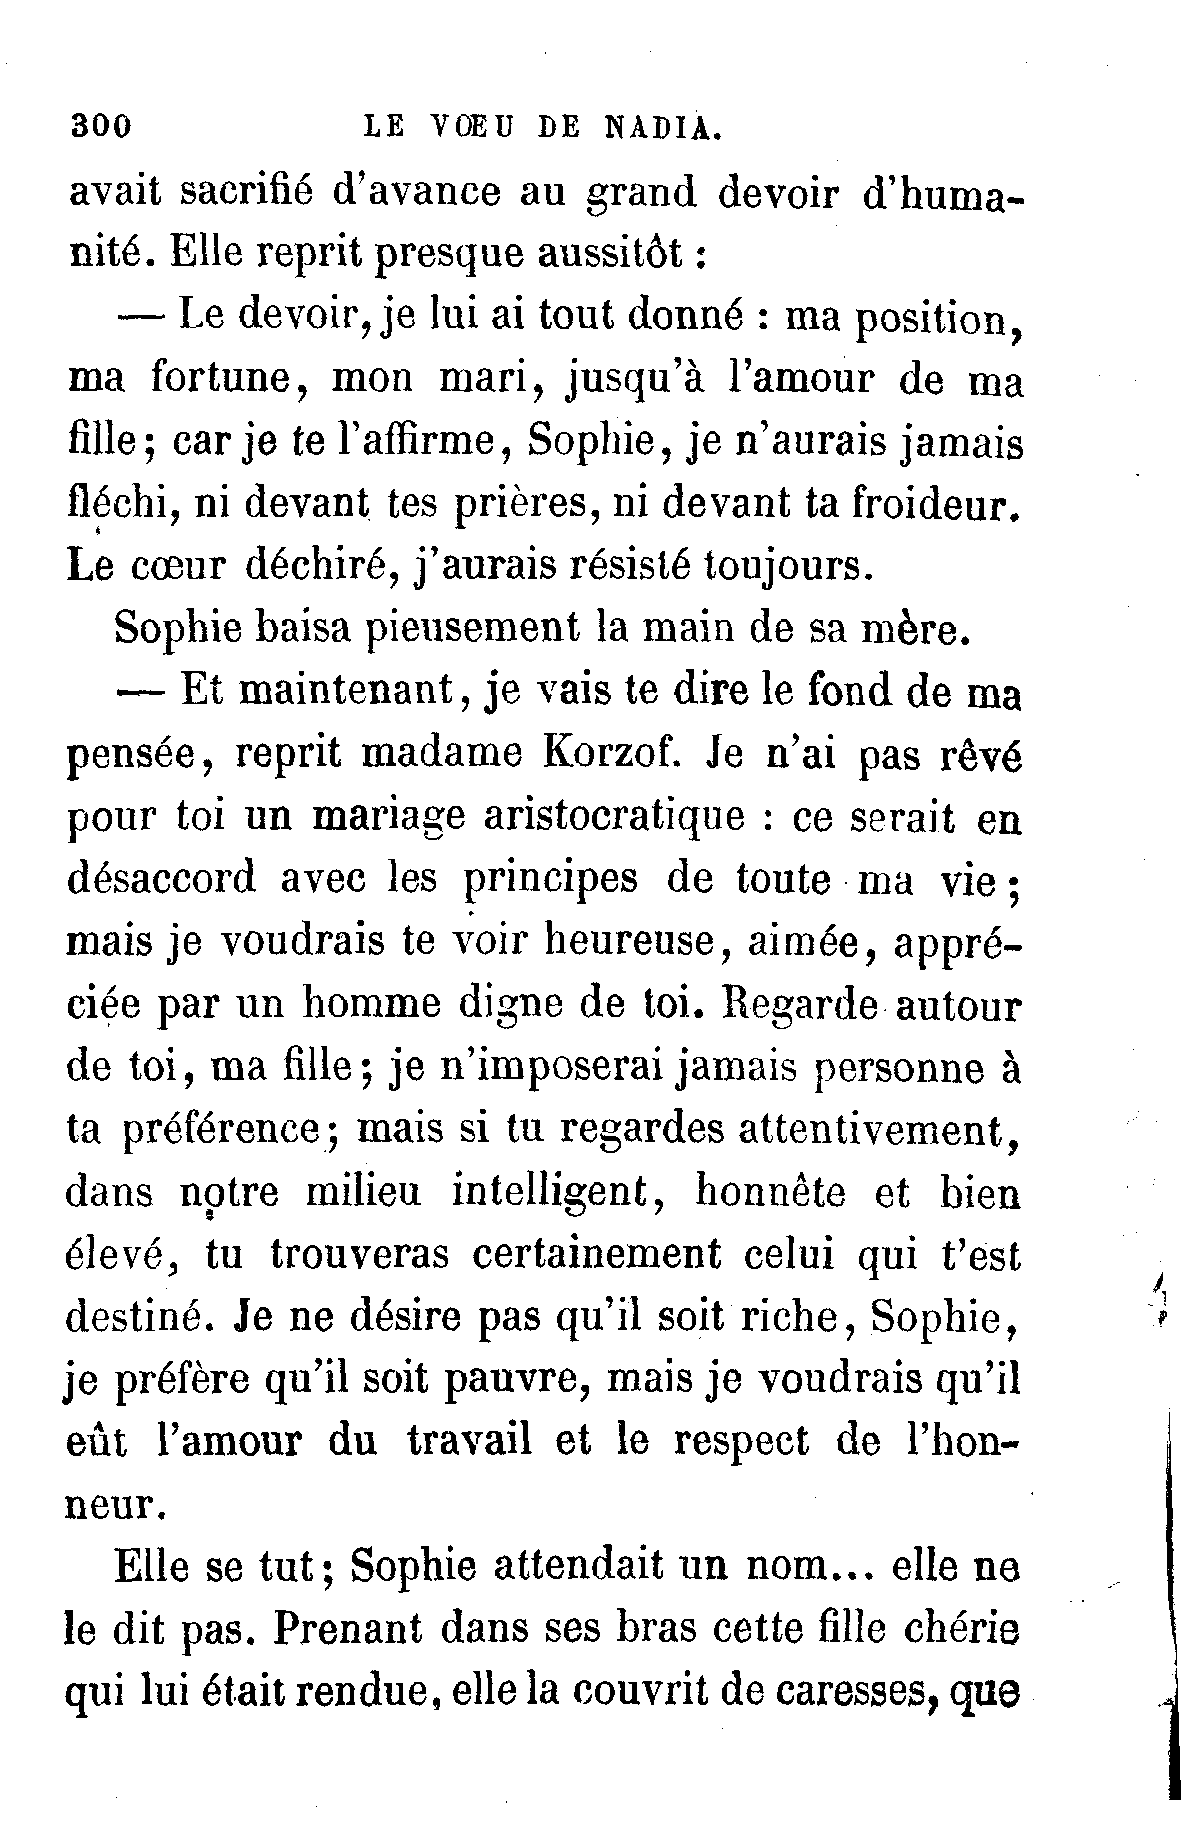 300 LE VŒU DE NADIA.
avait sacrifié d'avance au grand devoir d'huma-
nité. Elle reprit presque aussitôt :
— Le devoir, je lui ai tout donné : ma position,
ma fortune, mon mari, jusqu'à l'amour de ma
fille; car je te l'affirme, Sophie, je n'aurais jamais
fléchi, ni devant tes prières, ni devant ta froideur.
Le cœur déchiré, j'aurais résisté toujours.
Sophie baisa pieusement la main de sa mère.
— Et maintenant, je vais te dire le fond de ma
pensée, reprit madame Korzof. Je n'ai pas rêvé
pour toi un mariage aristocratique : ce serait en
désaccord avec les principes de toute ma vie;
mais je voudrais te voir heureuse, aimée, appré-
ciée par un homme digne de toi. Regarde autour
de toi, ma fille; je n'imposerai jamais personne à
ta préférence; mais si tu regardes attentivement,
dans notre milieu intelligent, honnête et bien
élevé, tu trouveras certainement celui qui t'est
destiné. Je ne désire pas qu'il soit riche, Sophie,
je préfère qu'il soit pauvre, mais je voudrais qu'il
eût l'amour du travail et le respect de l'hon-
neur.
Elle se tut; Sophie attendait un nom... elle ne
le dit pas. Prenant dans ses bras cette fille chérie
qui lui était rendue, elle la couvrit de caresses, que